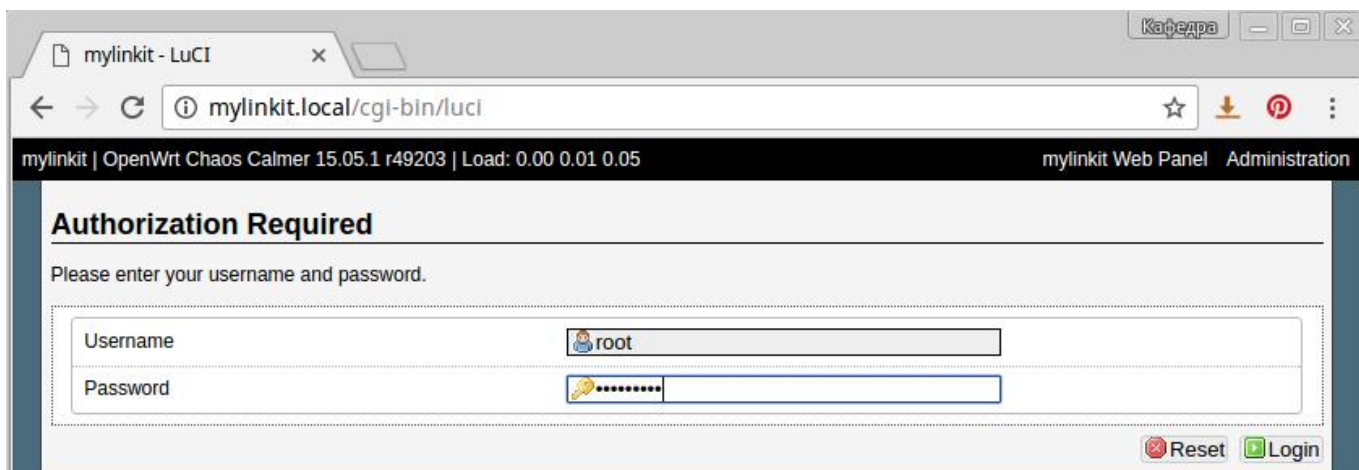 Кафедра
mylinkit - LuCI
mylinkit.local/cgi-bin/luci
mylinkit | OpenWrt Chaos Calmer 15.05.1 r49203 | Load: 0.00 0.01 0.05 mylinkit Web Panel Administration
Authorization Required
Please enter your username and password.
Username root
Password •••••••••
Reset Login